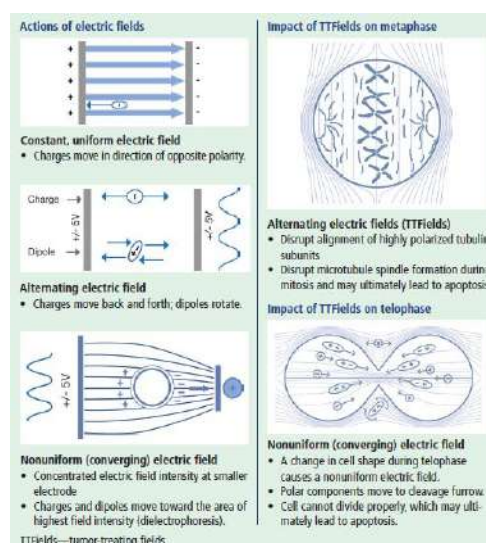 Actions of electric fields
Constant, uniform electric field
• Charges move in direction of opposite polarity.
Charge
+/- 5V
+/- 5V
Dipole
Alternating electric field
• Charges move back and forth; dipoles rotate.
+/- 5V
Nonuniform (converging) electric field
• Concentrated electric field intensity at smaller
electrode
• Charges and dipoles move toward the area of
highest field intensity (dielectrophoresis).
TTFields—tumor-treating fields
Impact of TTFields on metaphase
Alternating electric fields (TTFields)
• Disrupt alignment of highly polarized tubulin
subunits
• Disrupt microtubule spindle formation durin
mitosis and may ultimately lead to apoptosis
Impact of TTFields on telophase
Nonuniform (converging) electric field
• A change in cell shape during telophase
causes a nonuniform electric field.
• Polar components move to cleavage furrow.
• Cell cannot divide properly, which may ulti-
mately lead to apoptosis.